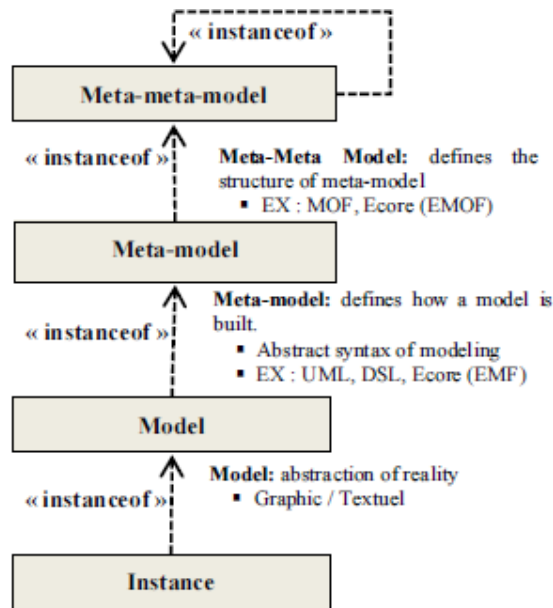 « instanceof »
Meta-meta-model
« instanceof »
Meta-Meta Model: defines the
structure of meta-model
▪ EX : MOF, Ecore (EMOF)
Meta-model
« instanceof »
Meta-model: defines how a model is
built.
▪ Abstract syntax of modeling
▪ EX : UML, DSL, Ecore (EMF)
Model
« instanceof »
Model: abstraction of reality
▪ Graphic / Textuel
Instance